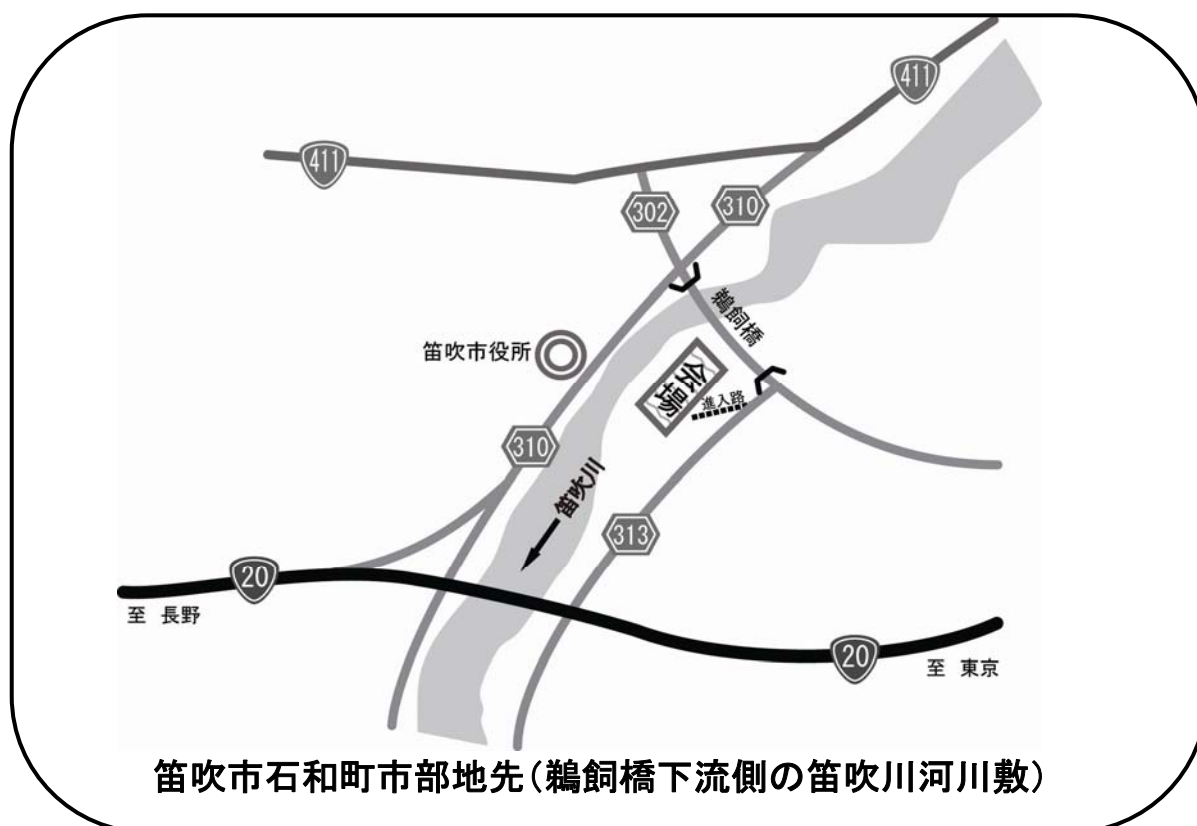 411
411
302
310
鵜飼橋
笛吹市役所
会場
進入路
310
笛吹川
313
20
至 長野
20
至 東京
笛吹市石和町市部地先(鵜飼橋下流側の笛吹川河川敷)